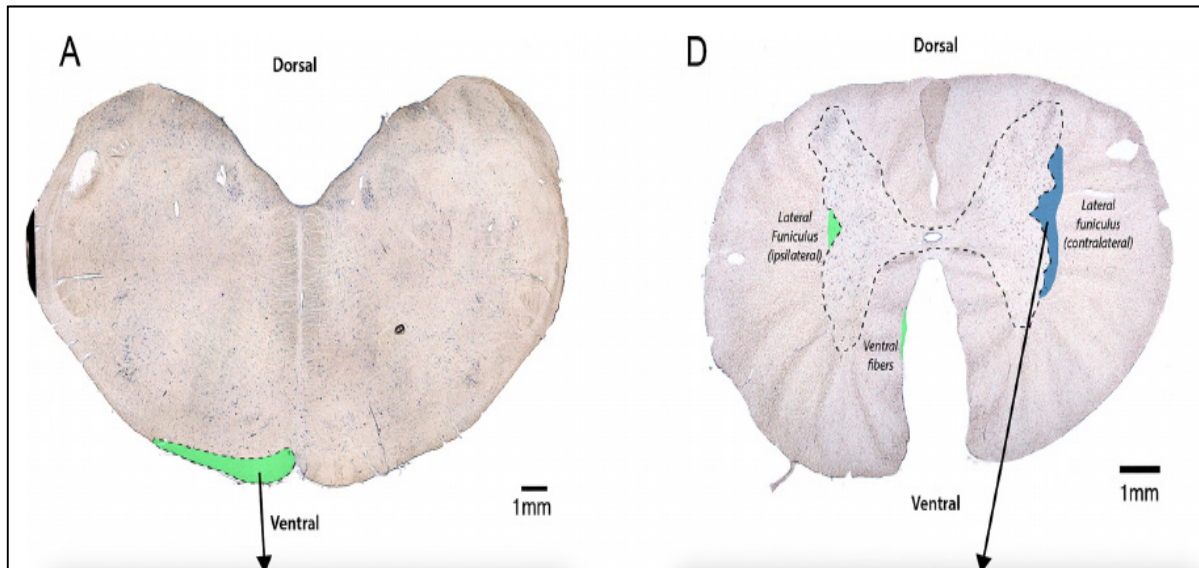 A
Dorsal
Ventral
1mm
D
Dorsal
Lateral
Funiculus
(ipsilateral)
Lateral
funiculus
(contralateral)
Ventral
fibers
Ventral
1mm